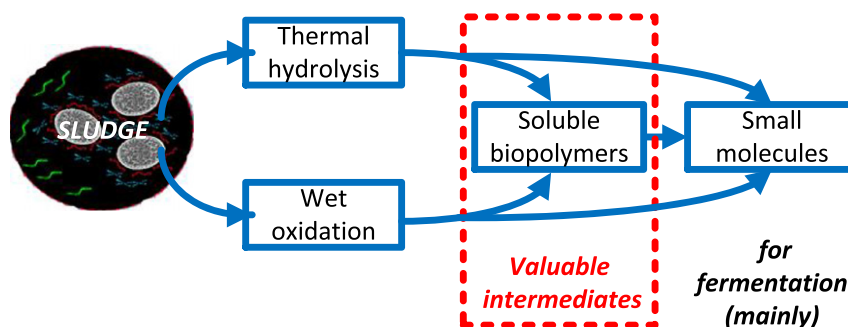 Thermal
hydrolysis
SLUDGE
Soluble
biopolymers
Small
molecules
Wet
oxidation
Valuable
intermediates
for
fermentation
(mainly)